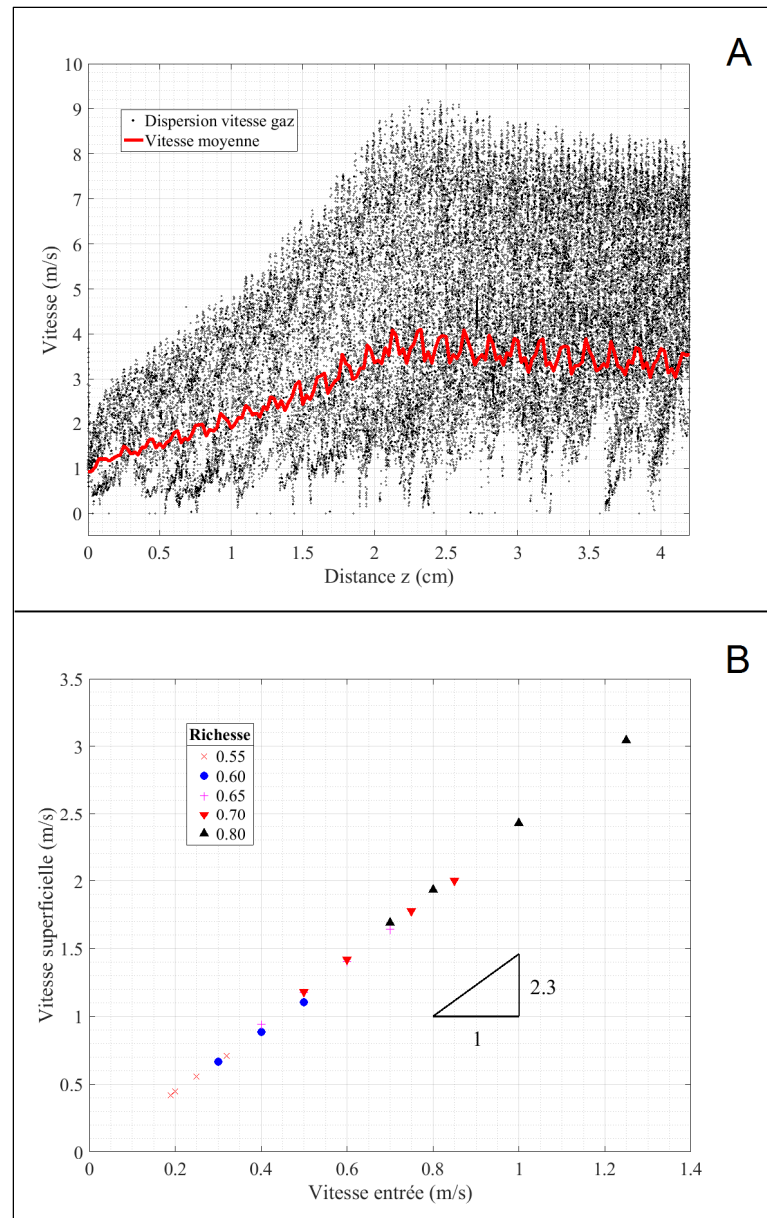 A
10
9
8
7
6
5
4
3
2
1
0
Dispersion vitesse gaz
Vitesse moyenne
Vitesse (m/s)
0 0.5 1 1.5 2 2.5 3 3.5 4
Distance z (cm)
B
3.5
3
2.5
2
1.5
1
0.5
0
Richesse
0.55
0.60
0.65
0.70
0.80
2.3
1
Vitesse superficielle (m/s)
0 0.2 0.4 0.6 0.8 1 1.2 1.4
Vitesse entrée (m/s)